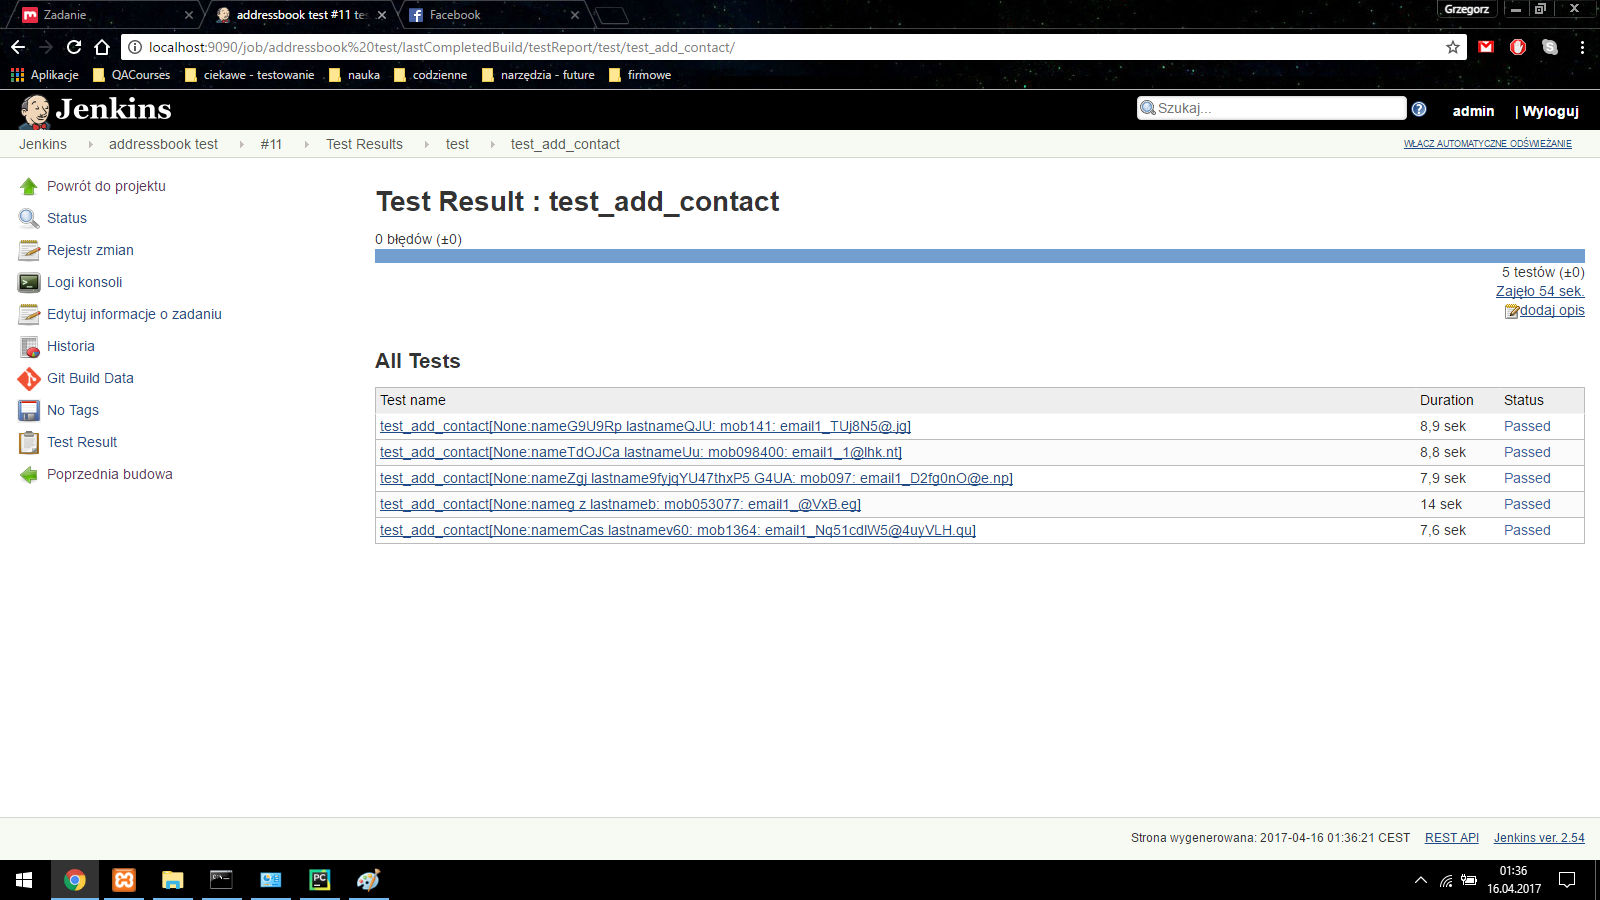 Zadanie
addressbook test #11 te
Facebook
Grzegorz
localhost:9090/job/addressbook%20test/lastCompletedBuild/testReport/test/test_add_contact/
Aplikacje
QACourses
ciekawe - testowanie
nauka
codzienne
narzędzia - future
firmowe
Jenkins
Szukaj...
admin
| Wyloguj
Jenkins
addressbook test
#11
Test Results
test
test_add_contact
WŁĄCZ AUTOMATYCZNE ODŚWIEŻANIE
Powrót do projektu
Status
Rejestr zmian
Logi konsoli
Edytuj informacje o zadaniu
Historia
Git Build Data
No Tags
Test Result
Poprzednia budowa
Test Result : test_add_contact
0 błędów (±0)
5 testów (±0)
Zajęło 54 sek.
dodaj opis
All Tests
Test name Duration Status
test_add_contact[None:nameG9U9Rp lastnameQJU: mob141: email1_TUj8N5@.jg] 8,9 sek Passed
test_add_contact[None:nameTdOJCa lastnameUu: mob098400: email1_1@lhk.nt] 8,8 sek Passed
test_add_contact[None:nameZgj lastname9fyjqYU47thxP5 G4UA: mob097: email1_D2fg0nO@e.np] 7,9 sek Passed
test_add_contact[None:nameg z lastnameb: mob053077: email1_@VxB.eg] 14 sek Passed
test_add_contact[None:namemCas lastnamev60: mob1364: email1_Nq51cdIW5@4uyVLH.qu] 7,6 sek Passed
Strona wygenerowana: 2017-04-16 01:36:21 CEST
REST API
Jenkins ver. 2.54
01:36
16.04.2017